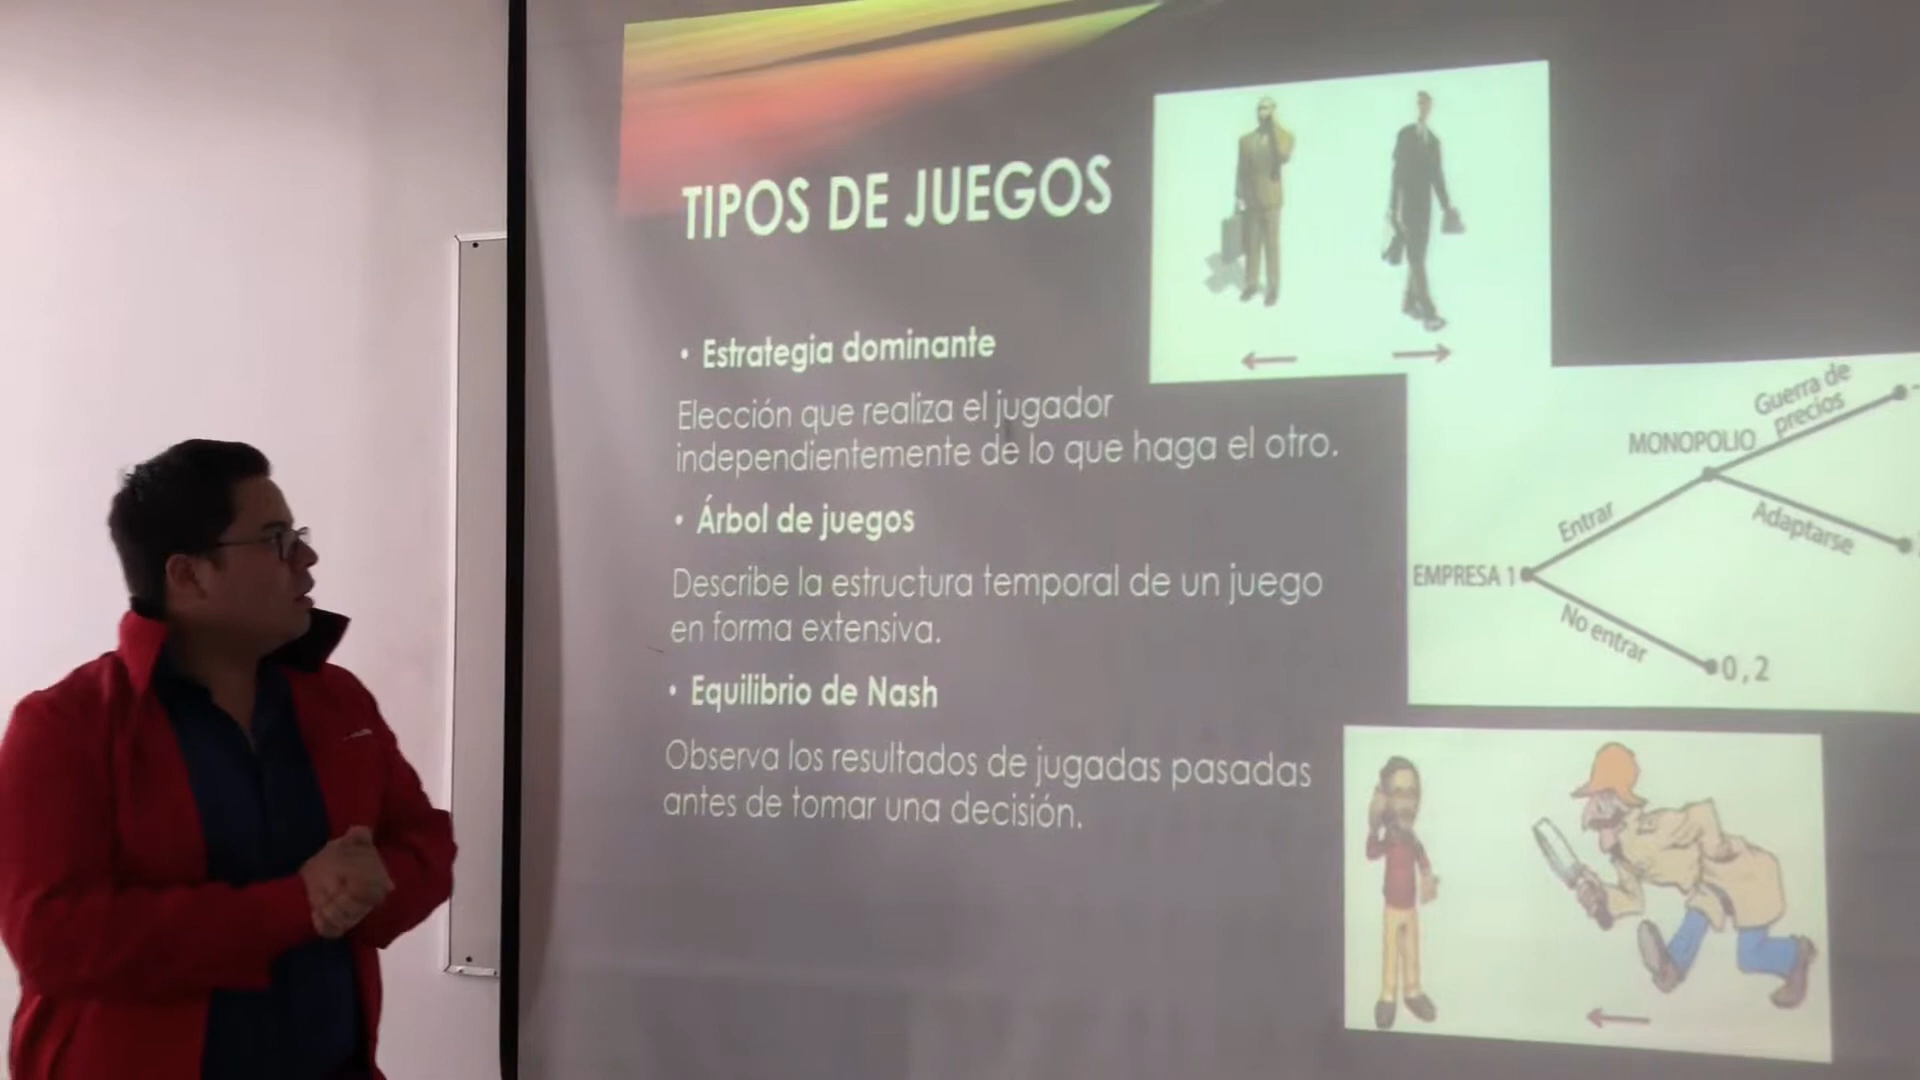 TIPOS DE JUEGOS
• Estrategia dominante
Elección que realiza el jugador
independientemente de lo que haga el otro.
• Árbol de juegos
Describe la estructura temporal de un juego
en forma extensiva.
• Equilibrio de Nash
Observa los resultados de jugadas pasadas
antes de tomar una decisión.
Guerra de
precios
MONOPOLIO
Entrar
Adaptarse
EMPRESA 1
No entrar
0, 2